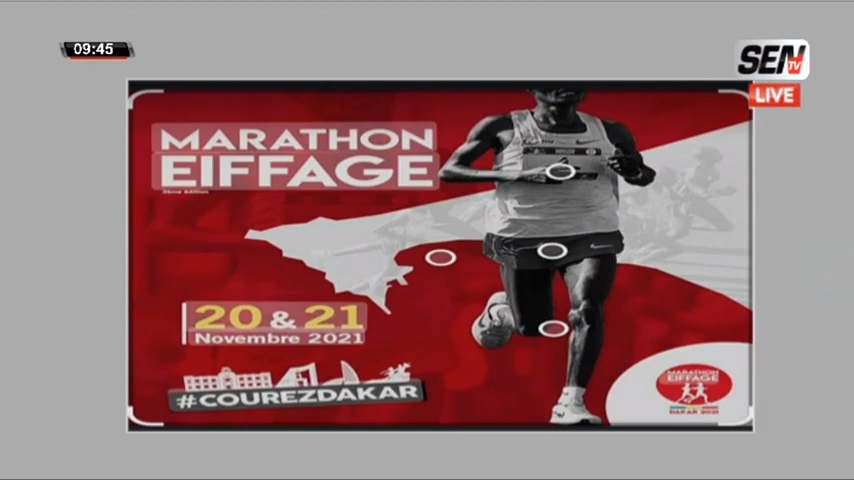 09:45
SEN
TV
LIVE
MARATHON
EIFFAGE
20 & 21
Novembre 2021
#COUREZDAKAR
MARATHON
EIFFAGE
DAKAR 2021